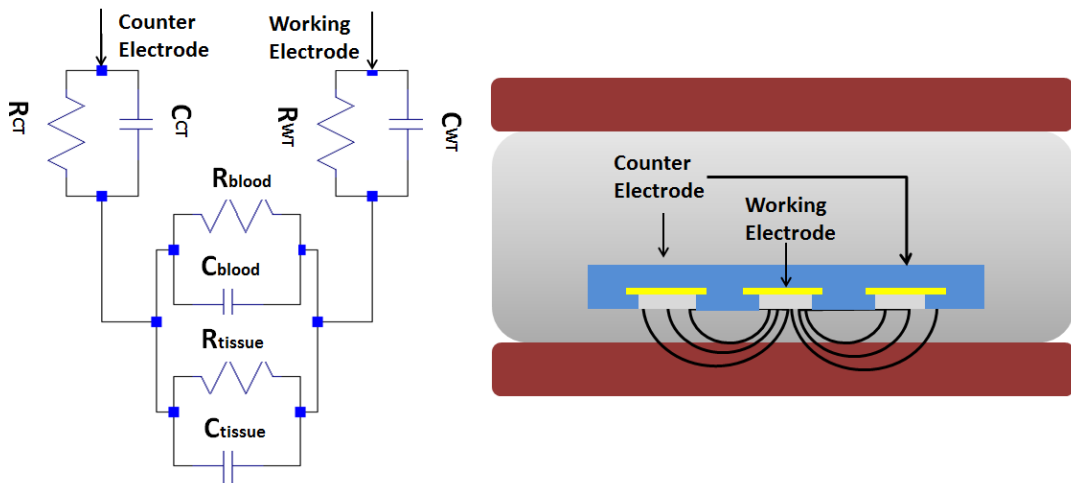 Counter
Electrode
Working
Electrode
RCT
CCT
RWT
CWT
Rblood
Cblood
Rtissue
Ctissue
Counter
Electrode
Working
Electrode